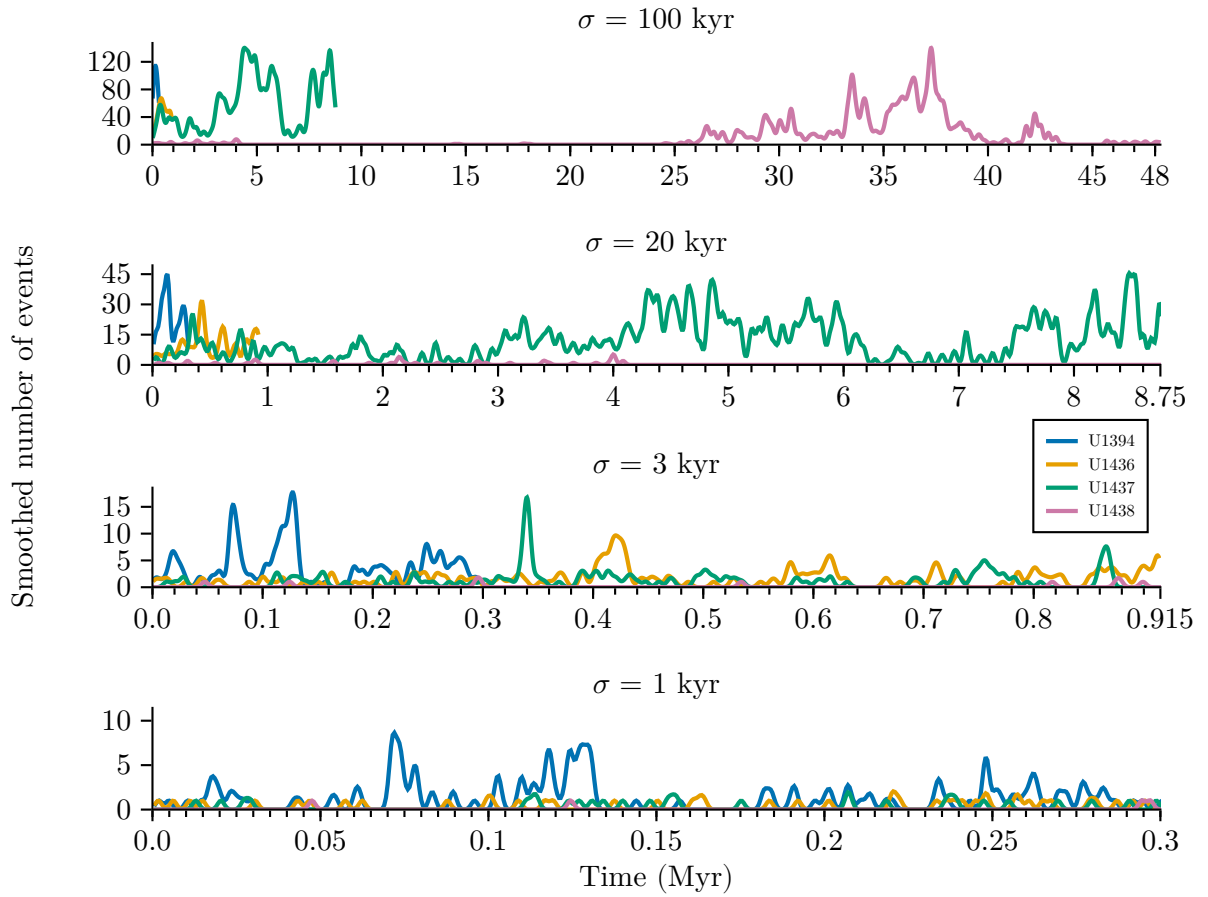 σ = 100 kyr
120
80
40
0
0 5 10 15 20 25 30 35 40 45 48
σ = 20 kyr
45
30
15
0
0 1 2 3 4 5 6 7 8 8.75
Smoothed number of events
U1394
U1436
U1437
U1438
σ = 3 kyr
15
10
5
0
0.0 0.1 0.2 0.3 0.4 0.5 0.6 0.7 0.8 0.915
σ = 1 kyr
10
5
0
0.0 0.05 0.1 0.15 0.2 0.25 0.3
Time (Myr)